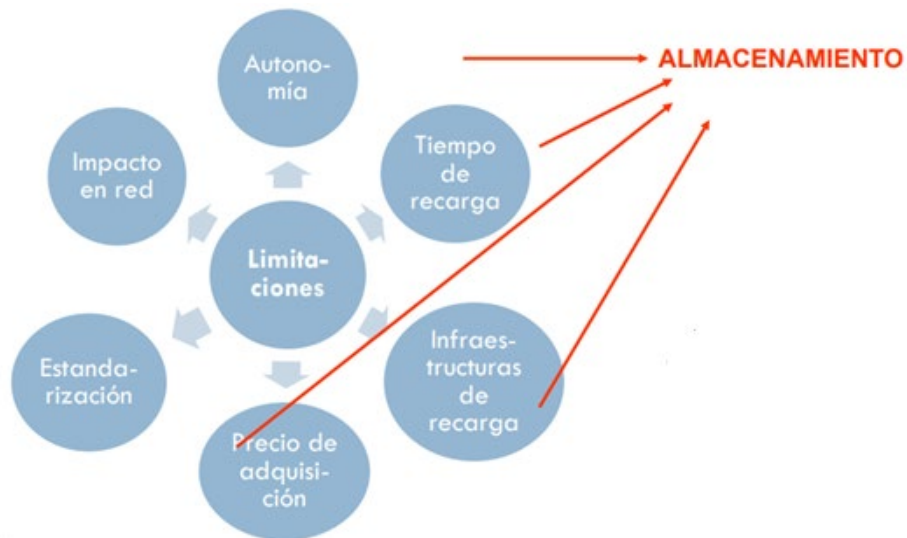 Autono-
mía
ALMACENAMIENTO
Tiempo
de
recarga
Impacto
en red
Limita-
ciones
Infraes-
tructuras
de
recarga
Estanda-
rización
Precio de
adquisi-
ción